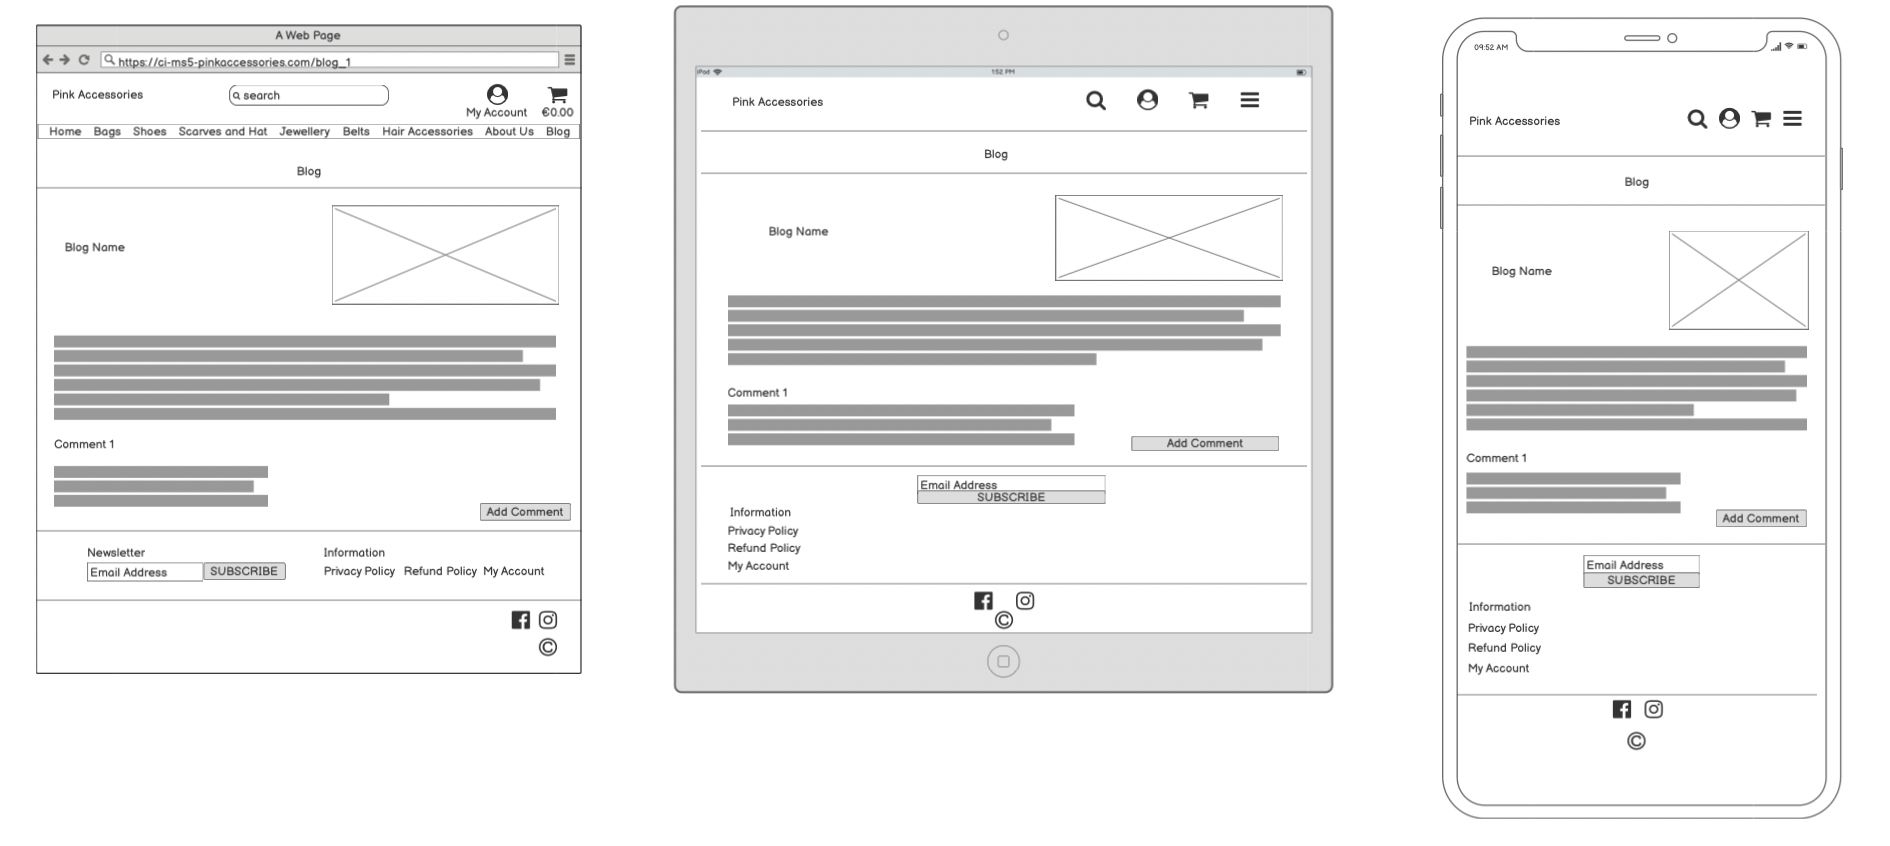 A Web Page
https://ci-ms5-pinkaccessories.com/blog_1
Pink Accessories
search
My Account €0.00
Home Bags Shoes Scarves and Hat Jewellery Belts Hair Accessories About Us Blog
Blog
Blog Name
Comment 1
Add Comment
Newsletter
Email Address SUBSCRIBE
Information
Privacy Policy Refund Policy My Account
©
iPad 1:52 PM
Pink Accessories
Blog
Blog Name
Comment 1
Add Comment
Email Address
SUBSCRIBE
Information
Privacy Policy
Refund Policy
My Account
©
09:52 AM
Pink Accessories
Blog
Blog Name
Comment 1
Add Comment
Email Address
SUBSCRIBE
Information
Privacy Policy
Refund Policy
My Account
©